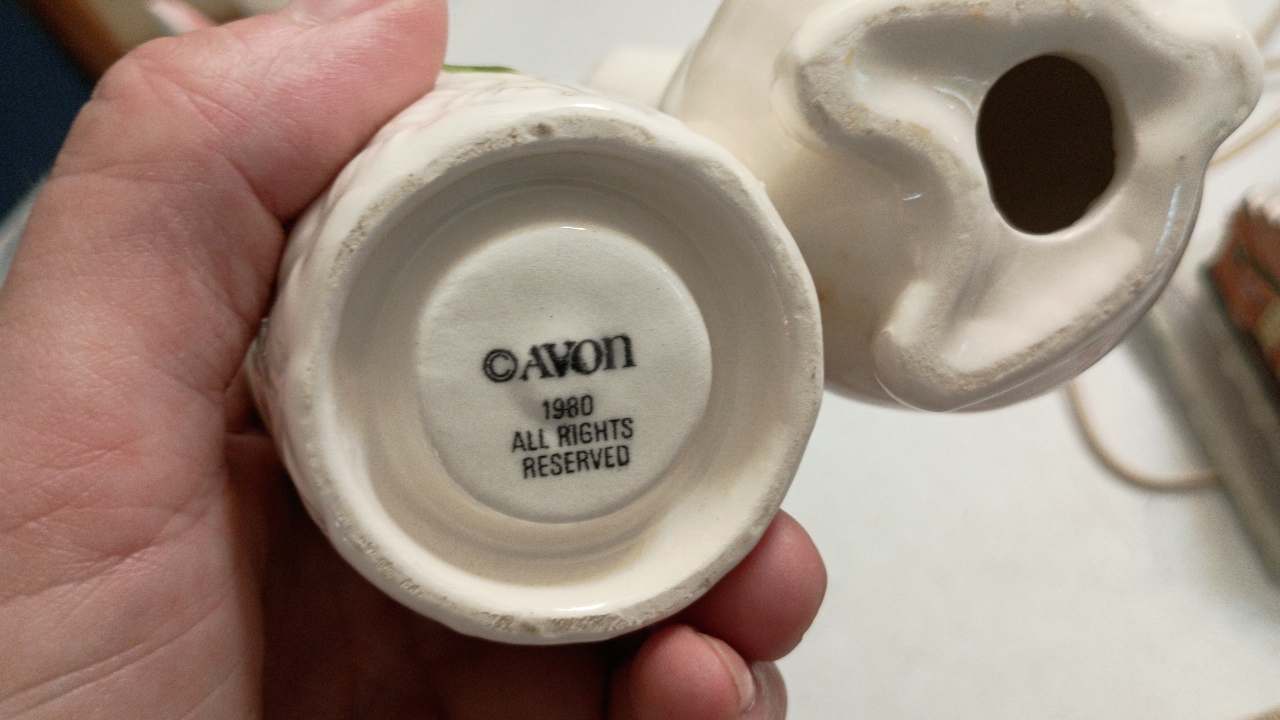 ©AVON
1980
ALL RIGHTS
RESERVED